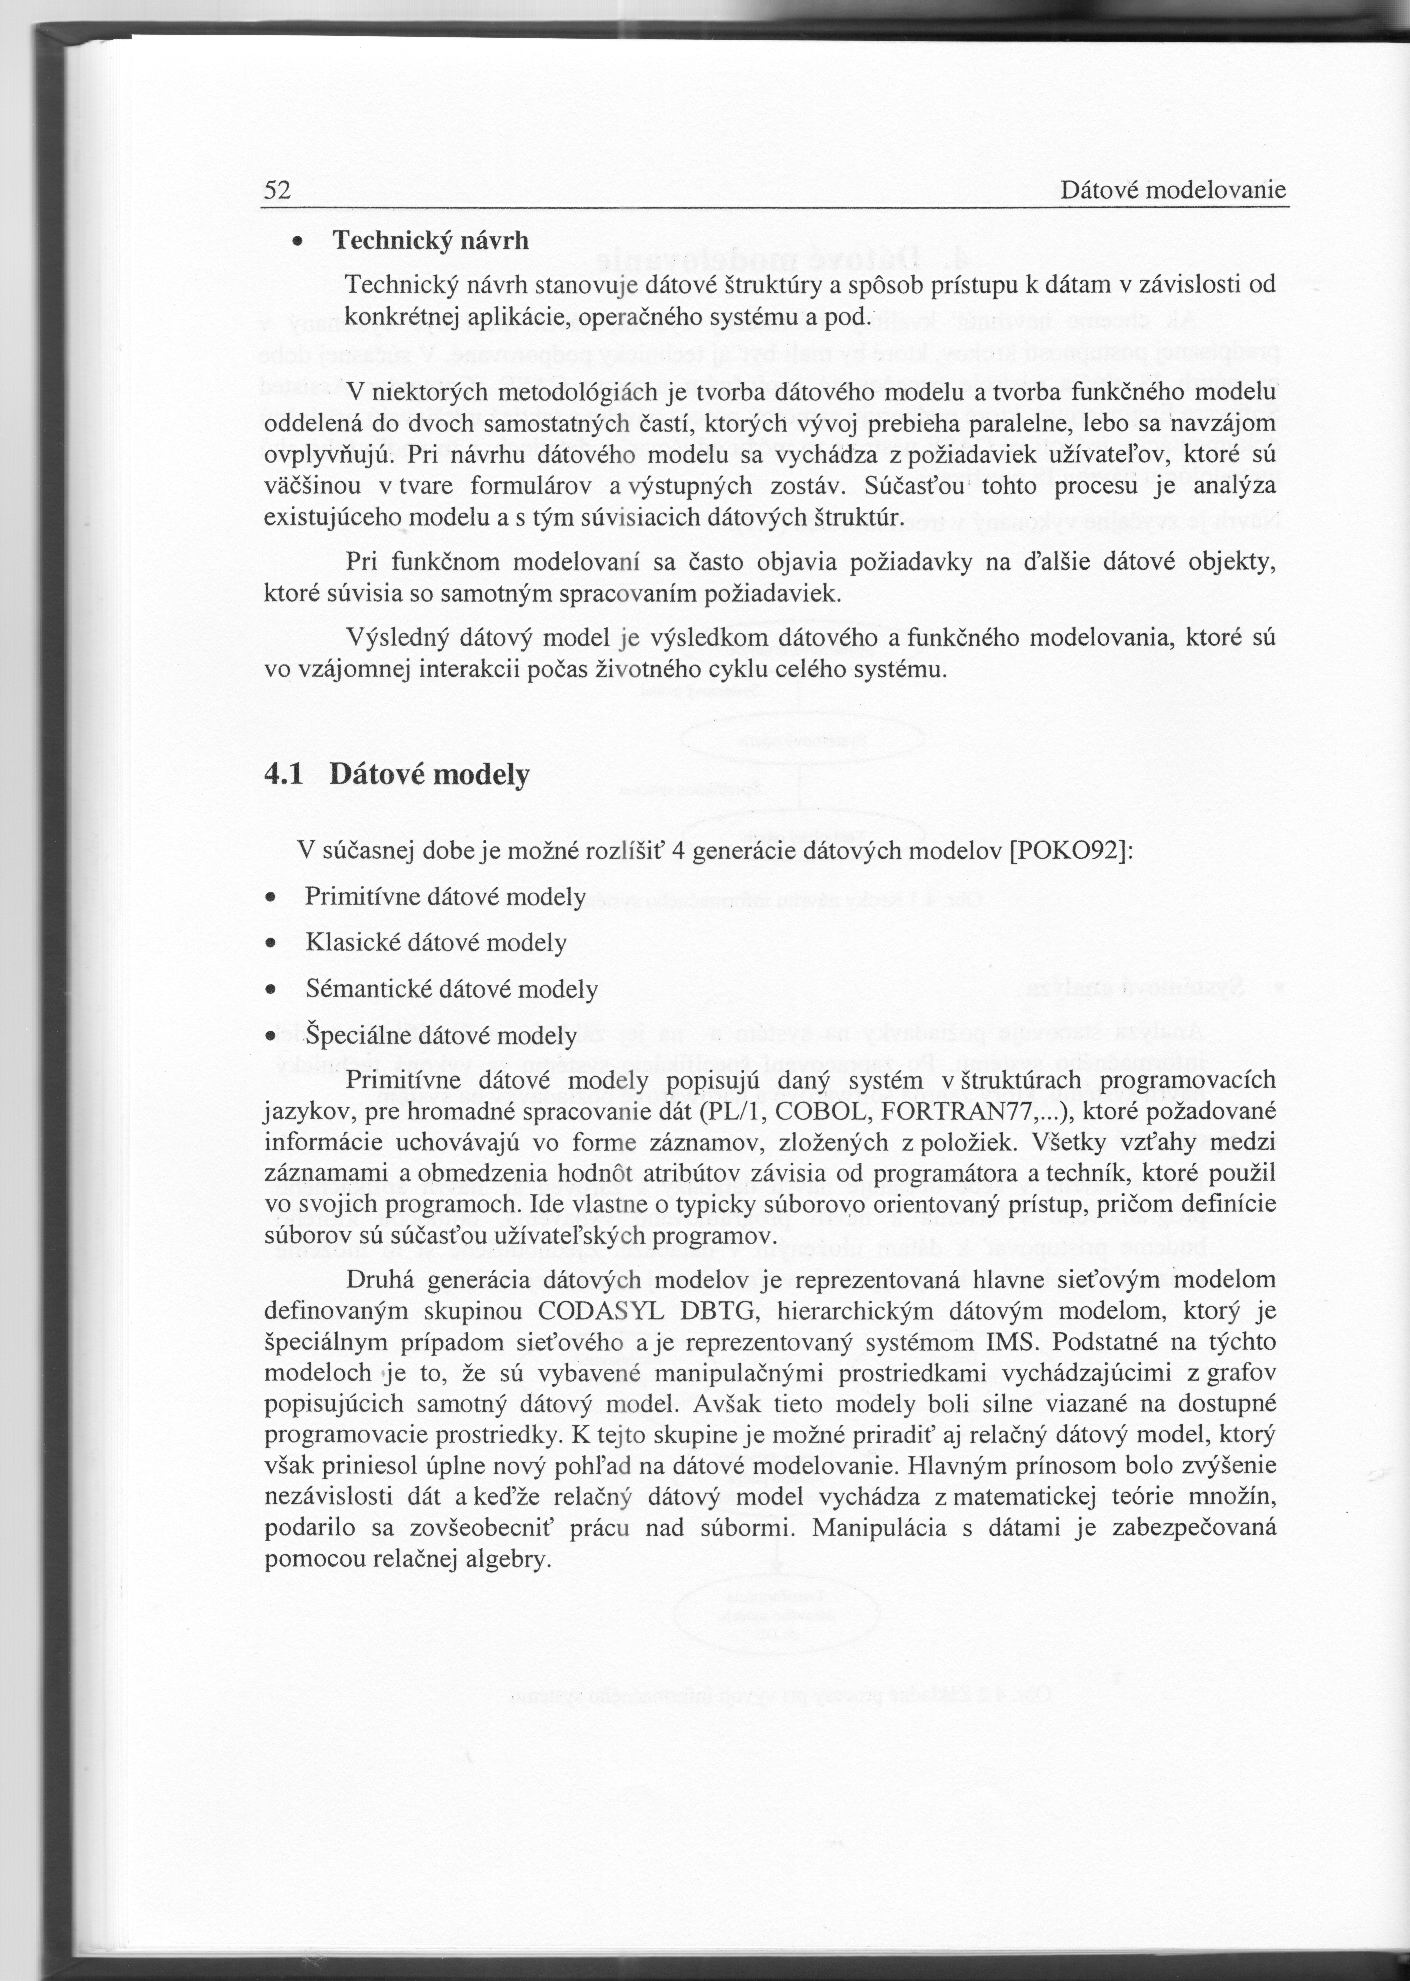 52 Dátové modelovanie
• Technický návrh
Technický návrh stanovuje dátové štruktúry a spôsob prístupu k dátam v závislosti od
konkrétnej aplikácie, operačného systému a pod.
V niektorých metodológiách je tvorba dátového modelu a tvorba funkčného modelu
oddelená do dvoch samostatných častí, ktorých vývoj prebieha paralelne, lebo sa navzájom
ovplyvňujú. Pri návrhu dátového modelu sa vychádza z požiadaviek užívateľov, ktoré sú
väčšinou v tvare formulárov a výstupných zostáv. Súčasťou tohto procesu je analýza
existujúceho modelu a s tým súvisiacich dátových štruktúr.
Pri funkčnom modelovaní sa často objavia požiadavky na ďalšie dátové objekty,
ktoré súvisia so samotným spracovaním požiadaviek.
Výsledný dátový model je výsledkom dátového a funkčného modelovania, ktoré sú
vo vzájomnej interakcii počas životného cyklu celého systému.
4.1 Dátové modely
V súčasnej dobe je možné rozlíšiť 4 generácie dátových modelov [POKO92]:
• Primitívne dátové modely
• Klasické dátové modely
• Sémantické dátové modely
• Špeciálne dátové modely
Primitívne dátové modely popisujú daný systém v štruktúrach programovacích
jazykov, pre hromadné spracovanie dát (PL/1, COBOL, FORTRAN77,...), ktoré požadované
informácie uchovávajú vo forme záznamov, zložených z položiek. Všetky vzťahy medzi
záznamami a obmedzenia hodnôt atribútov závisia od programátora a techník, ktoré použil
vo svojich programoch. Ide vlastne o typicky súborovo orientovaný prístup, pričom definície
súborov sú súčasťou užívateľských programov.
Druhá generácia dátových modelov je reprezentovaná hlavne sieťovým modelom
definovaným skupinou CODASYL DBTG, hierarchickým dátovým modelom, ktorý je
špeciálnym prípadom sieťového a je reprezentovaný systémom IMS. Podstatné na týchto
modeloch je to, že sú vybavené manipulačnými prostriedkami vychádzajúcimi z grafov
popisujúcich samotný dátový model. Avšak tieto modely boli silne viazané na dostupné
programovacie prostriedky. K tejto skupine je možné priradiť aj relačný dátový model, ktorý
však priniesol úplne nový pohľad na dátové modelovanie. Hlavným prínosom bolo zvýšenie
nezávislosti dát a keďže relačný dátový model vychádza z matematickej teórie množín,
podarilo sa zovšeobecniť prácu nad súbormi. Manipulácia s dátami je zabezpečovaná
pomocou relačnej algebry.